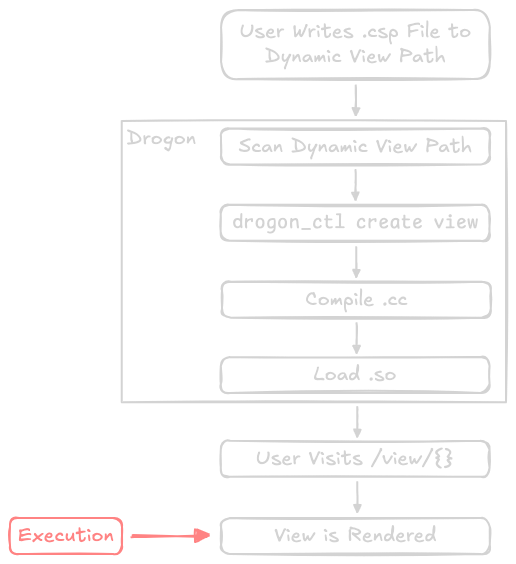 User Writes .csp File to
Dynamic View Path
Drogon
Scan Dynamic View Path
drogon_ctl create view
Compile .cc
Load .so
User Visits /view/{}
Execution
View is Rendered